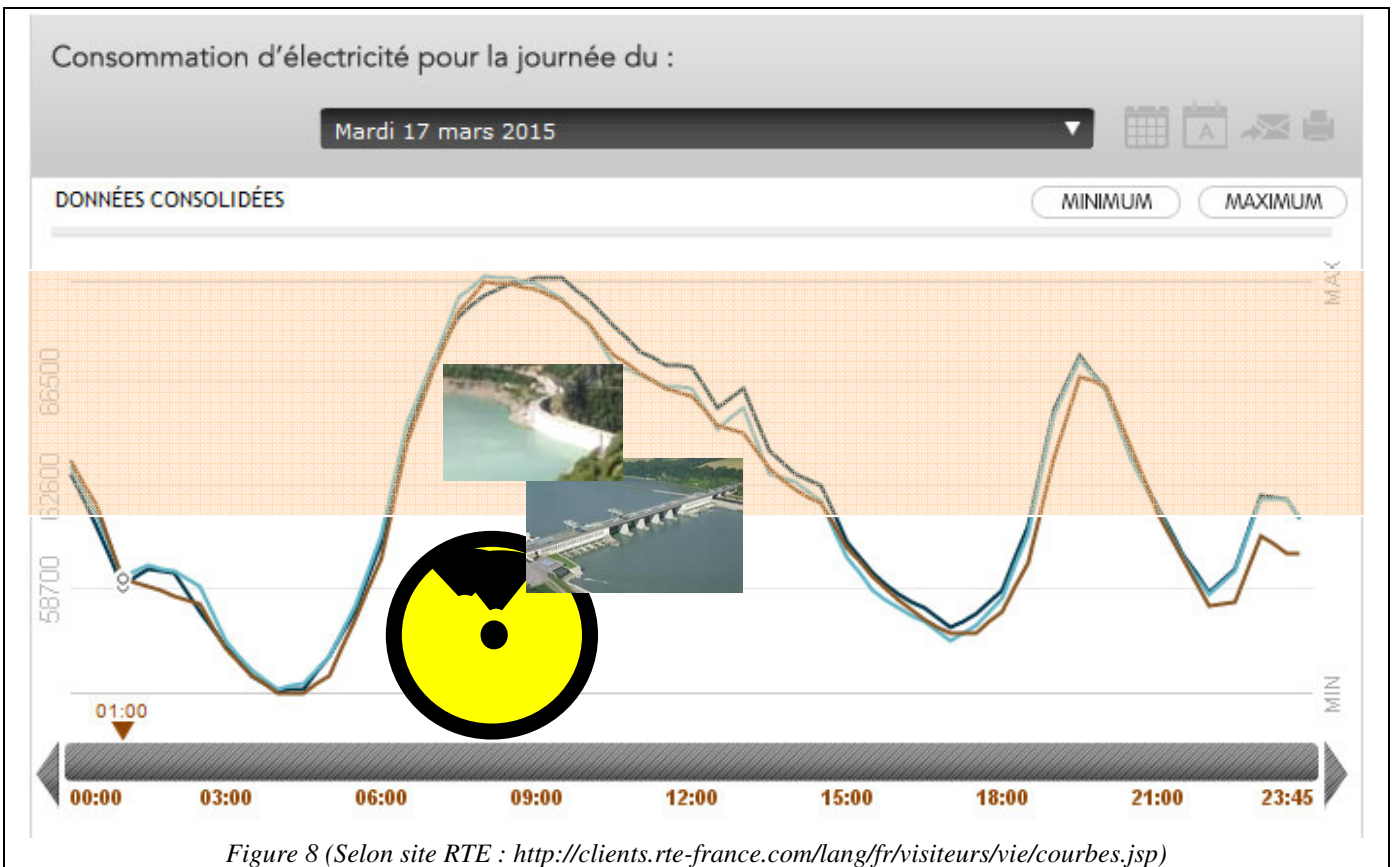 Consommation d'électricité pour la journée du :
Mardi 17 mars 2015
A
DONNÉES CONSOLIDÉES
MINIMUM
MAXIMUM
MAX
66500
62600
58700
MIN
01:00
00:00 03:00 06:00 09:00 12:00 15:00 18:00 21:00 23:45
Figure 8 (Selon site RTE : http://clients.rte-france.com/lang/fr/visiteurs/vie/courbes.jsp)